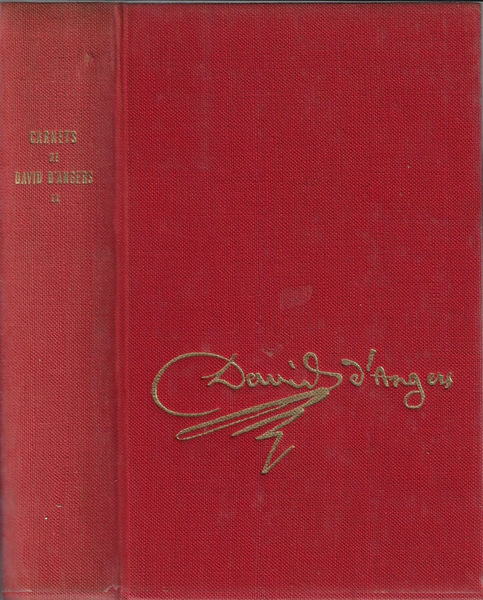 CARNETS
DE
DAVID D'ANGERS
II
David d'Angers